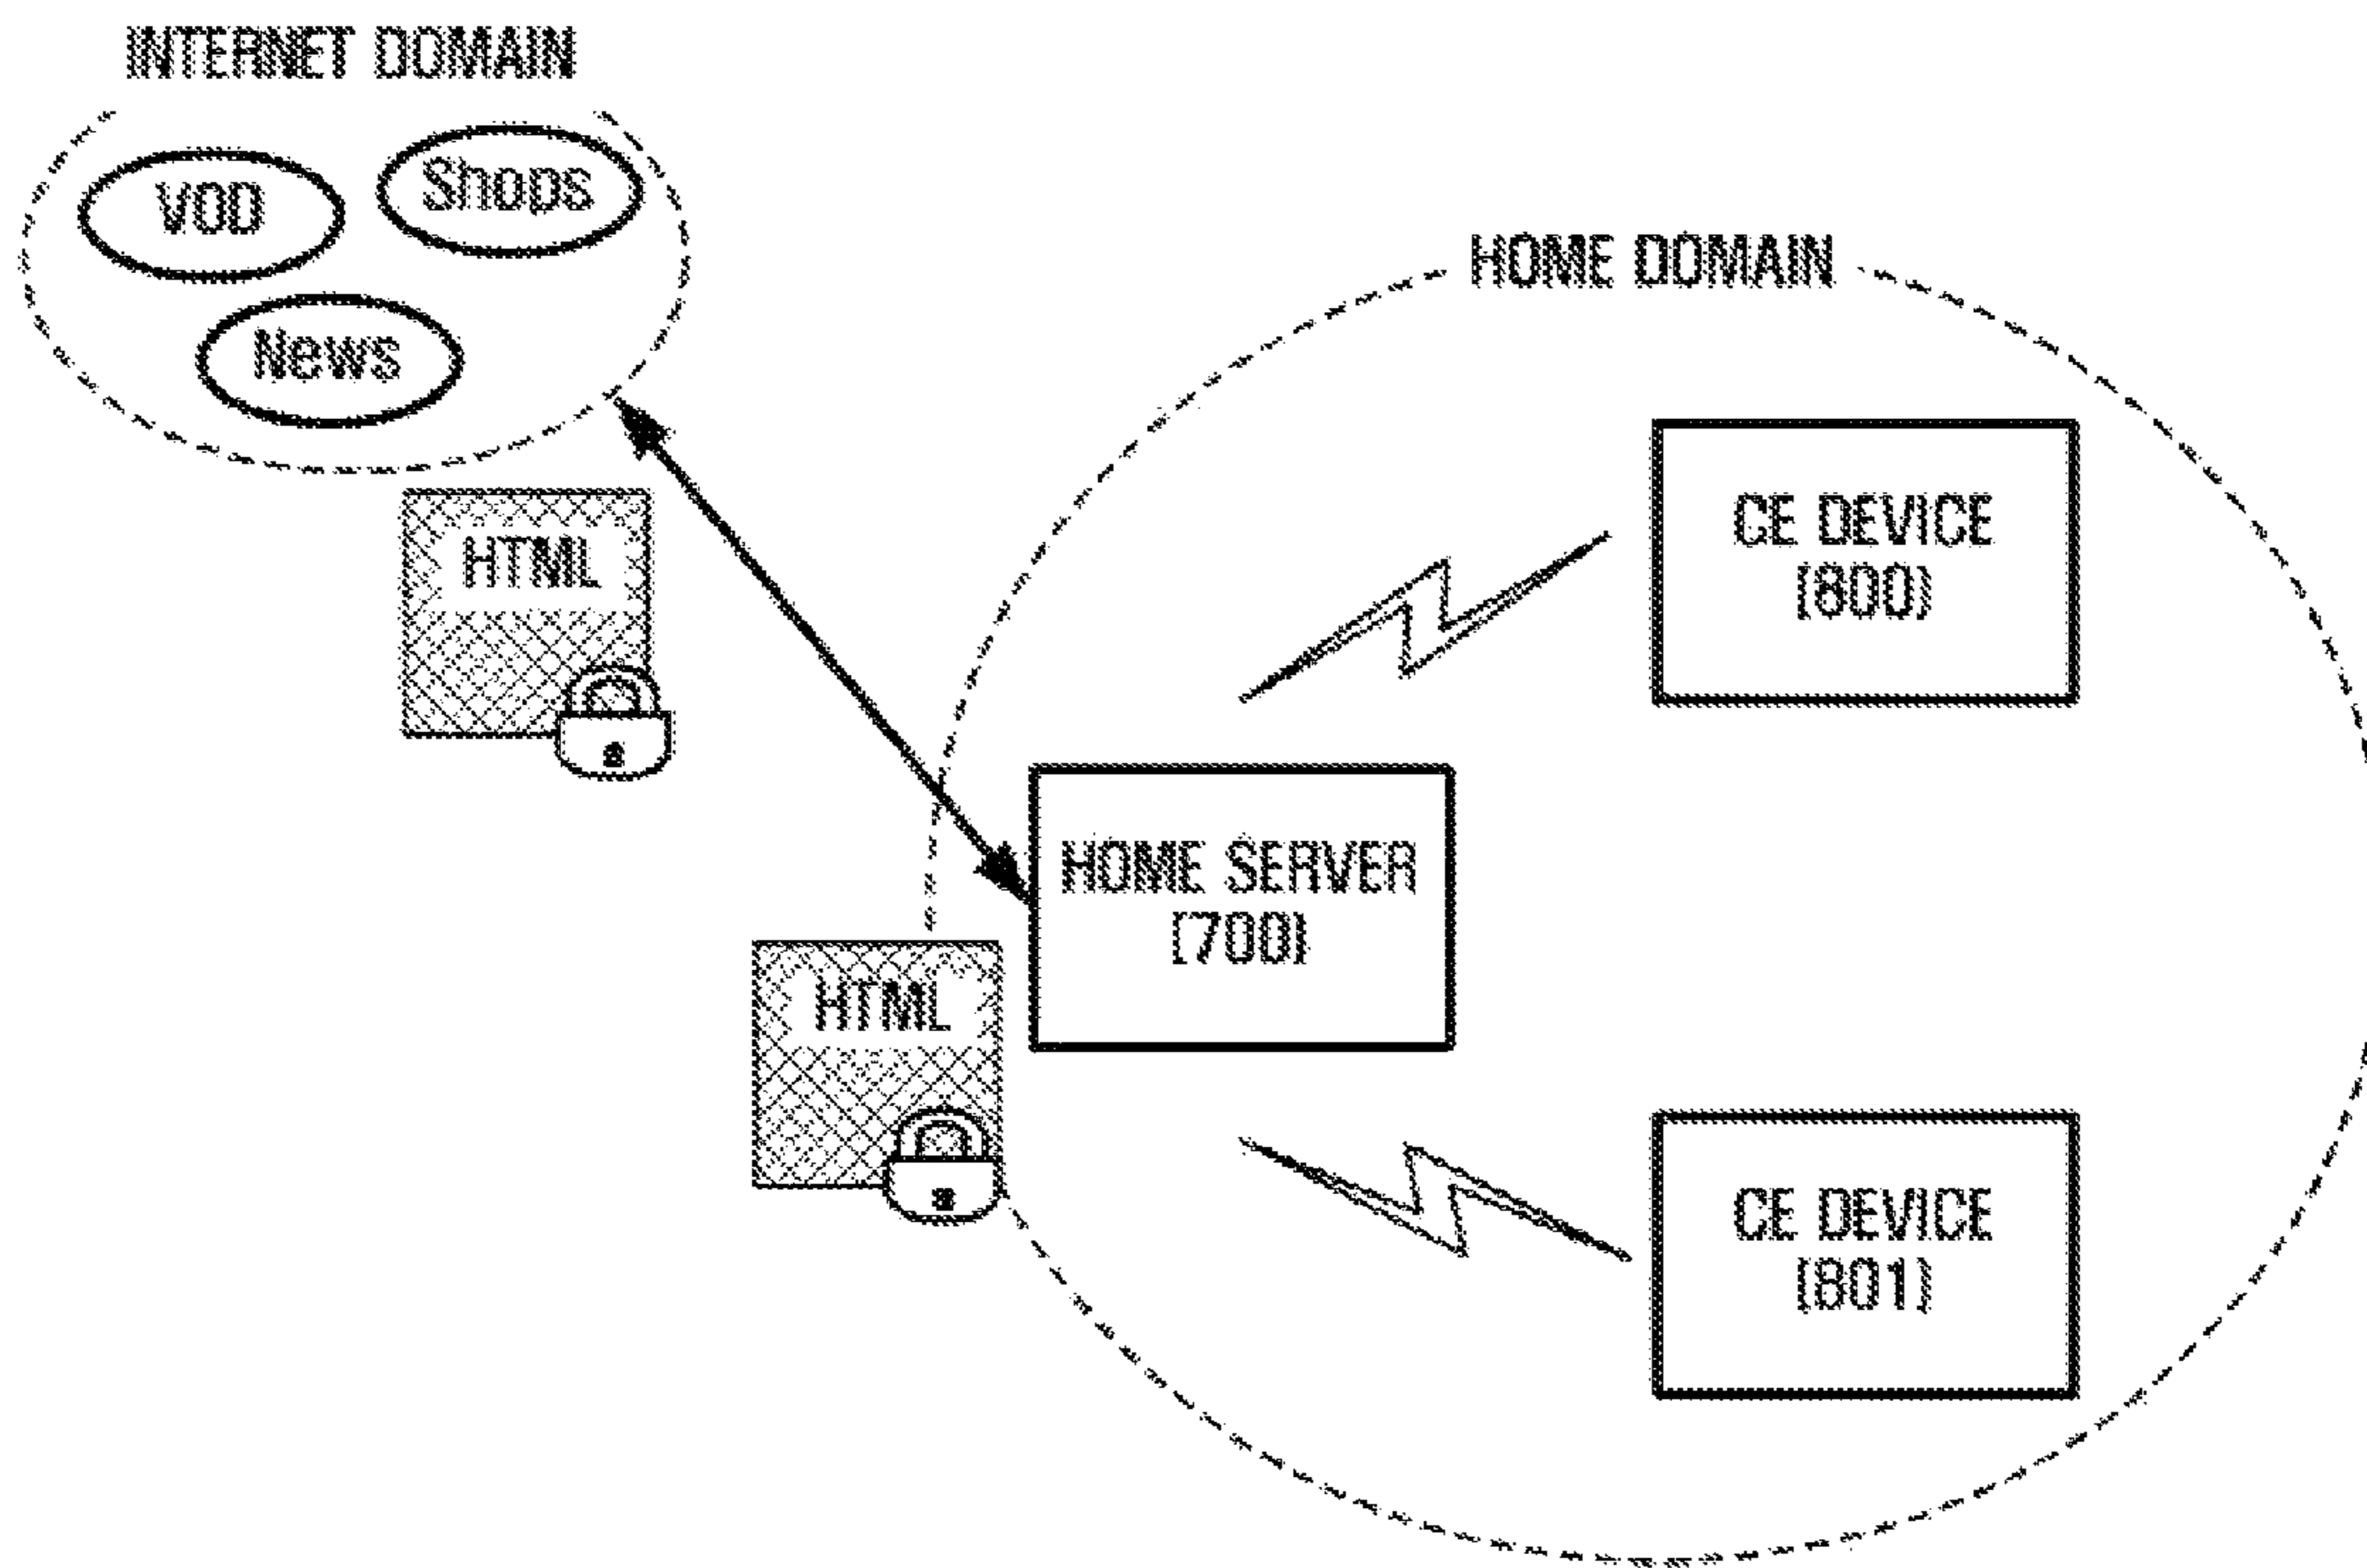 INTERNET DOMAIN
VOD
Shops
News
HOME DOMAIN
HTML
CE DEVICE
(800)
HOME SERVER
(700)
HTML
CE DEVICE
(801)